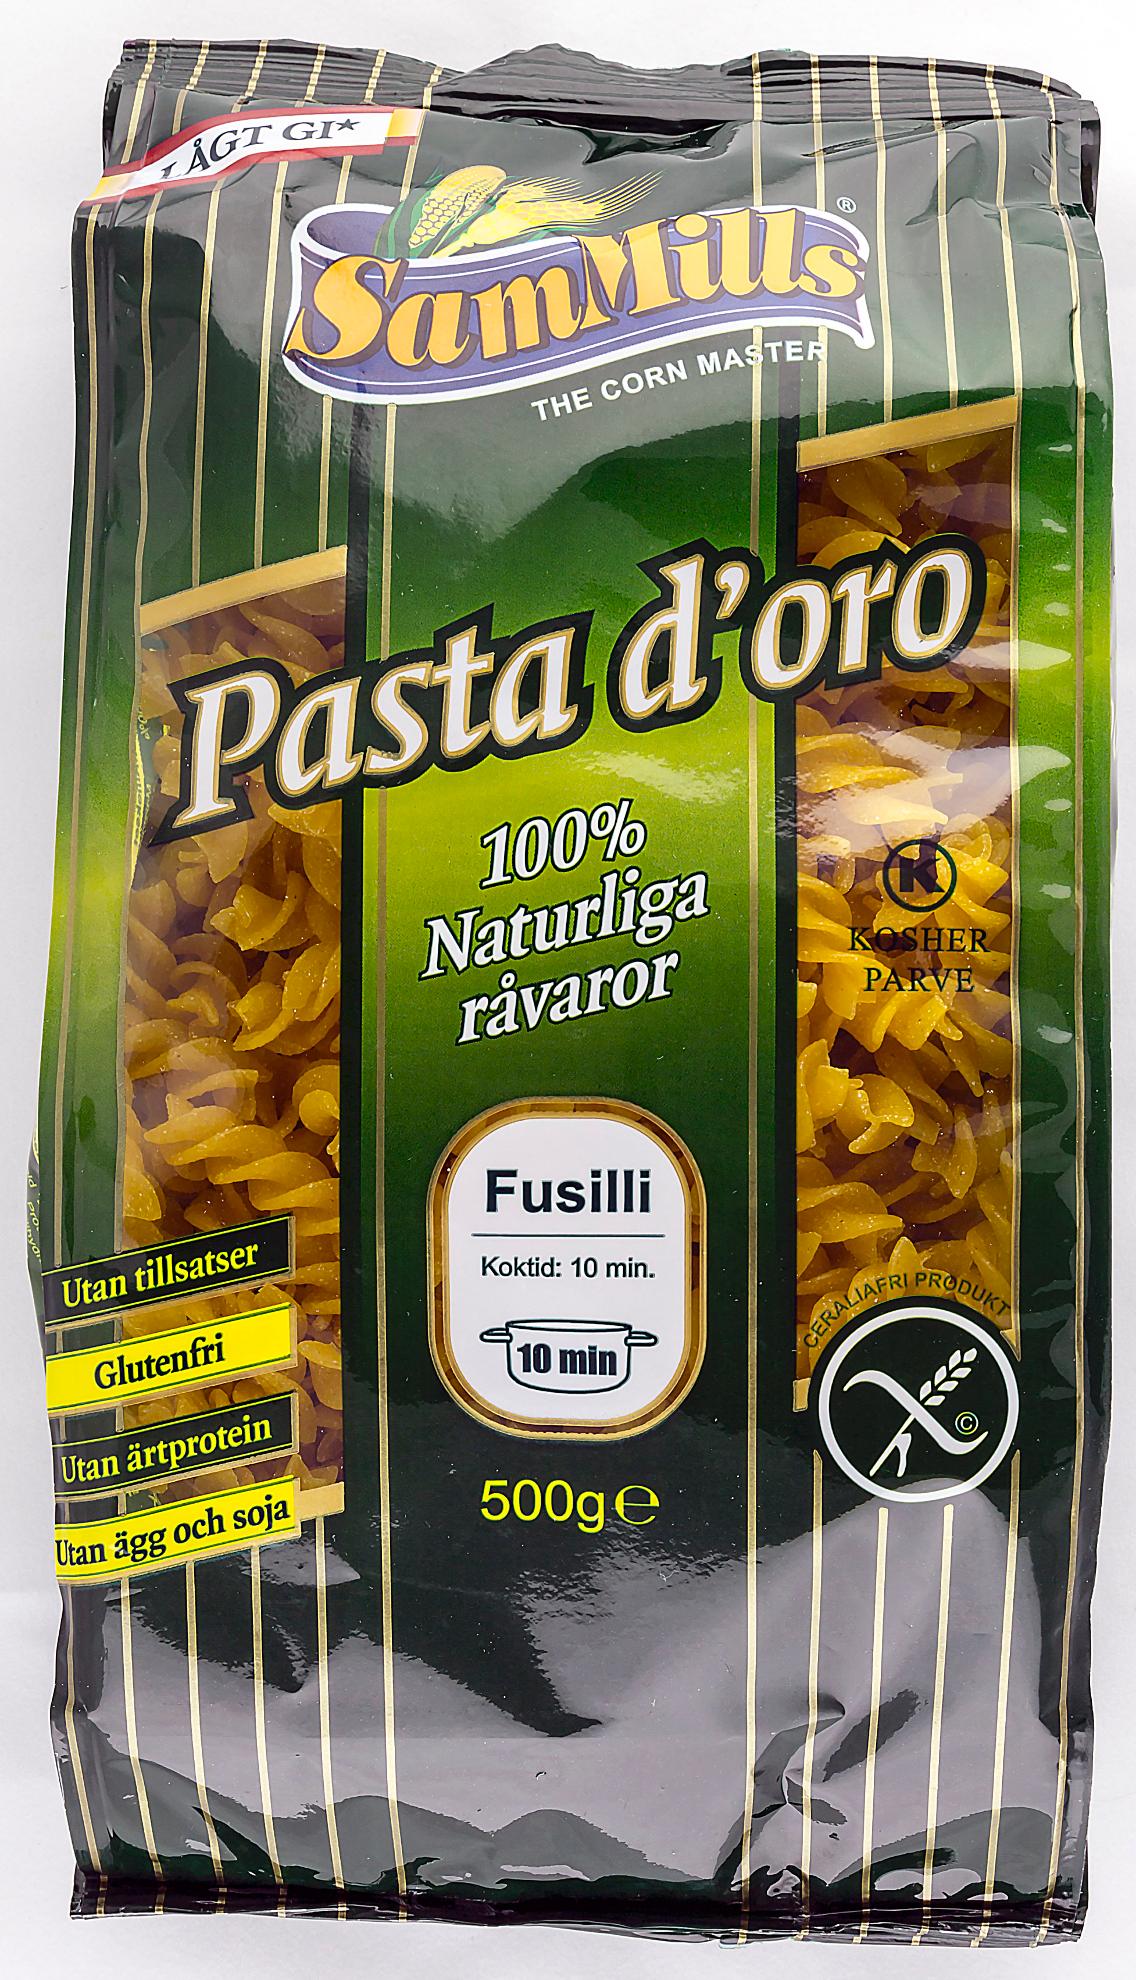 LÅGT GI*
SamMills®
THE CORN MASTER
Pasta d'oro
100%
Naturliga
råvaror
K
KOSHER
PARVE
Fusilli
Koktid: 10 min.
10 min
Utan tillsatser
Glutenfri
Utan ärtprotein
Utan ägg och soja
CERALIAFRI PRODUKT
©
500g℮